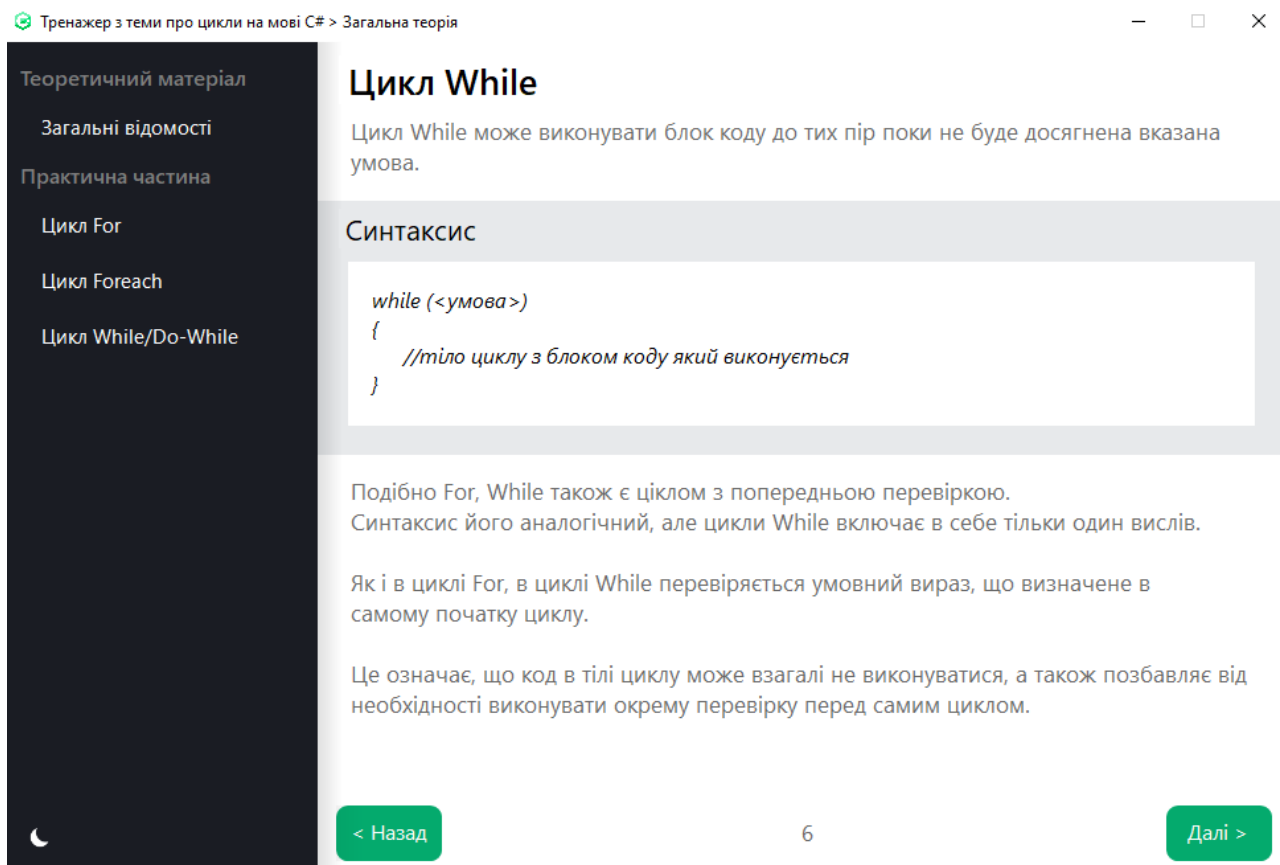 Тренажер з теми про цикли на мові C# > Загальна теорія
Теоретичний матеріал
Загальні відомості
Практична частина
Цикл For
Цикл Foreach
Цикл While/Do-While
Цикл While
Цикл While може виконувати блок коду до тих пір поки не буде досягнена вказана
умова.
Синтаксис
while (<умова>)
{
//тіло циклу з блоком коду який виконується
}
Подібно For, While також є ціклом з попередньою перевіркою.
Синтаксис його аналогічний, але цикли While включає в себе тільки один вислів.
Як і в циклі For, в циклі While перевіряється умовний вираз, що визначене в
самому початку циклу.
Це означає, що код в тілі циклу може взагалі не виконуватися, а також позбавляє від
необхідності виконувати окрему перевірку перед самим циклом.
< Назад
6
Далі >